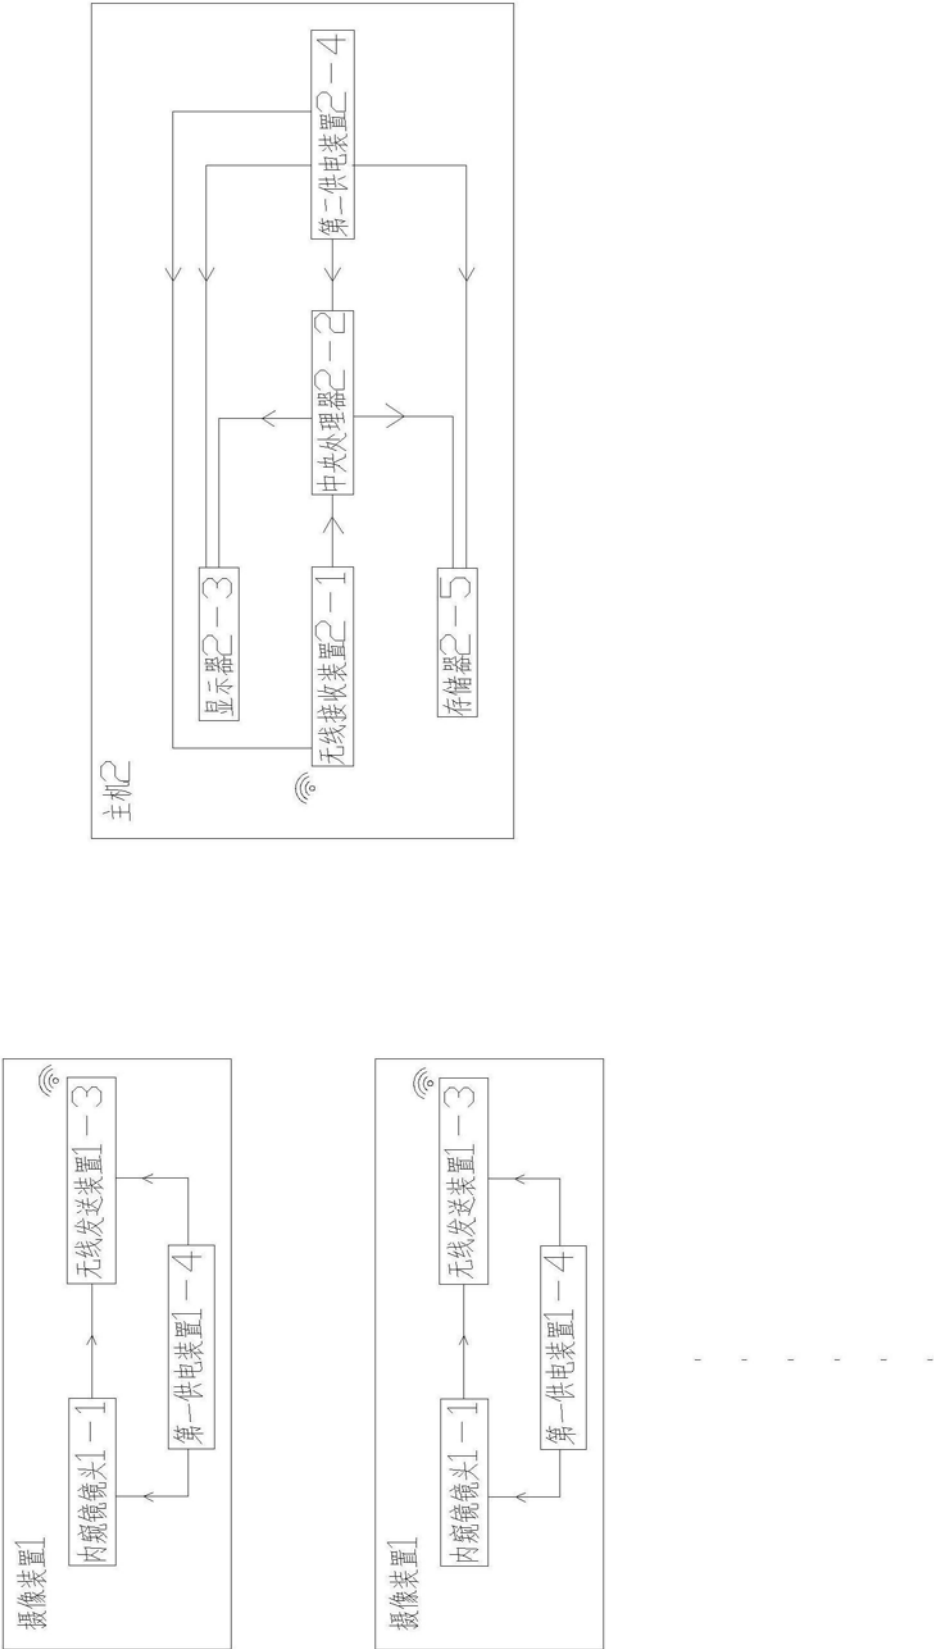 摄像装置1
内窥镜镜头1-1
无线发送装置1-3
第一供电装置1-4
摄像装置1
内窥镜镜头1-1
无线发送装置1-3
第一供电装置1-4
主机2
显示器2-3
无线接收装置2-1
中央处理器2-2
第二供电装置2-4
存储器2-5